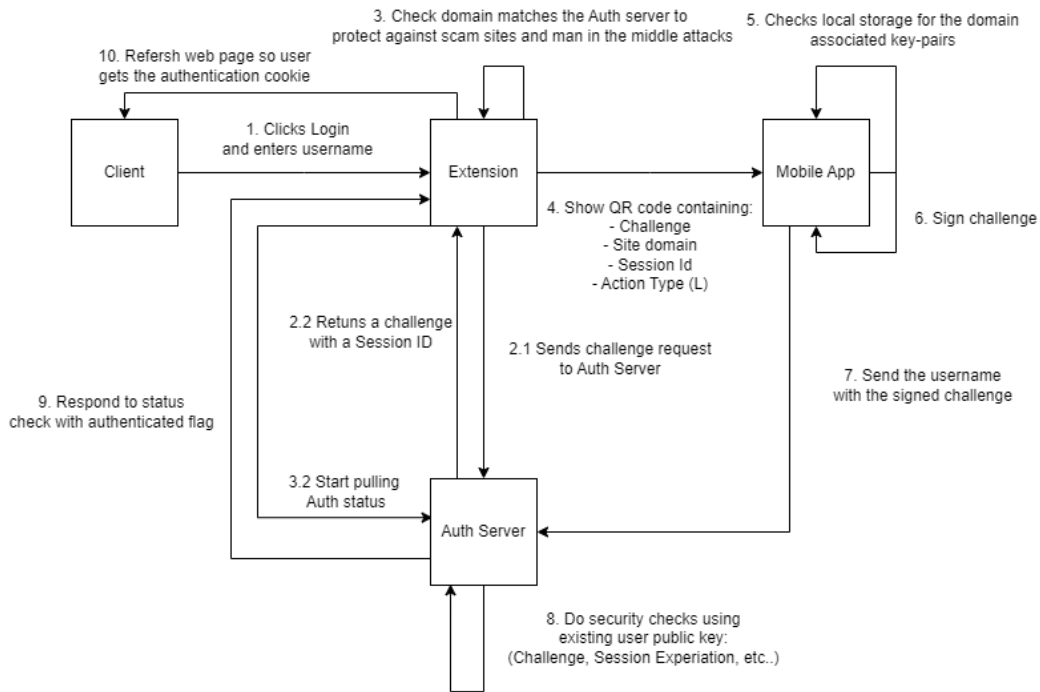 3. Check domain matches the Auth server to
protect against scam sites and man in the middle attacks
5. Checks local storage for the domain
associated key-pairs
10. Refersh web page so user
gets the authentication cookie
1. Clicks Login
and enters username
Client
Extension
Mobile App
4. Show QR code containing:
- Challenge
- Site domain
- Session Id
- Action Type (L)
6. Sign challenge
2.2 Retuns a challenge
with a Session ID
2.1 Sends challenge request
to Auth Server
7. Send the username
with the signed challenge
9. Respond to status
check with authenticated flag
3.2 Start pulling
Auth status
Auth Server
8. Do security checks using
existing user public key:
(Challenge, Session Experiation, etc..)